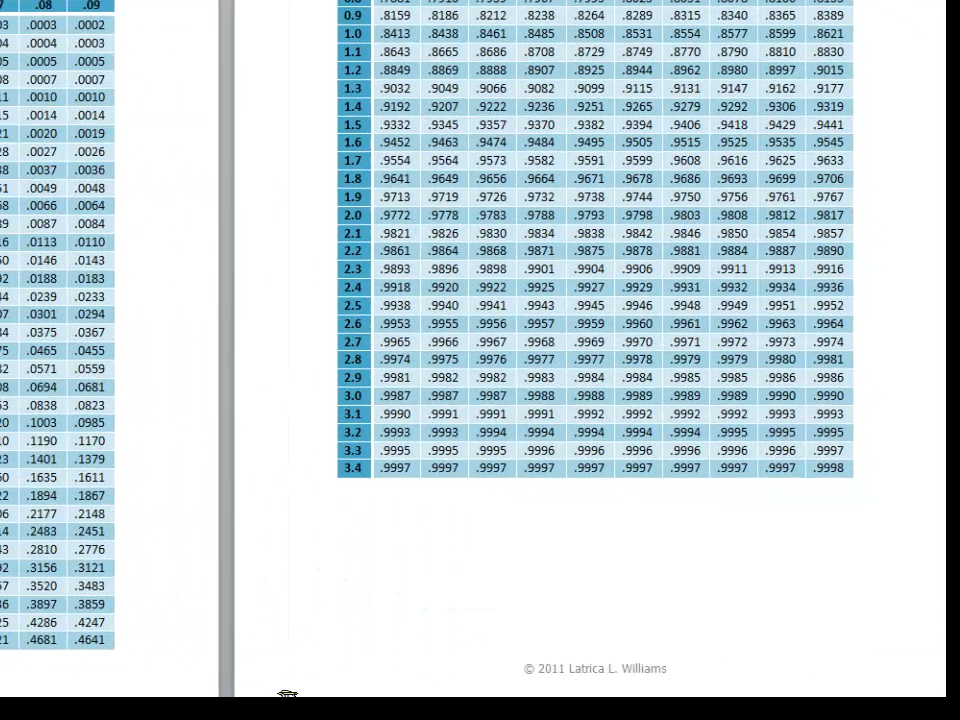 .08 .09
.0003 .0002
.0004 .0003
.0005 .0005
.0007 .0007
.0010 .0010
.0014 .0014
.0020 .0019
.0027 .0026
.0037 .0036
.0049 .0048
.0066 .0064
.0087 .0084
.0113 .0110
.0146 .0143
.0188 .0183
.0239 .0233
.0301 .0294
.0375 .0367
.0465 .0455
.0571 .0559
.0694 .0681
.0838 .0823
.1003 .0985
.1190 .1170
.1401 .1379
.1635 .1611
.1894 .1867
.2177 .2148
.2483 .2451
.2810 .2776
.3156 .3121
.3520 .3483
.3897 .3859
.4286 .4247
.4681 .4641
0.9 .8159 .8186 .8212 .8238 .8264 .8289 .8315 .8340 .8365 .8389
1.0 .8413 .8438 .8461 .8485 .8508 .8531 .8554 .8577 .8599 .8621
1.1 .8643 .8665 .8686 .8708 .8729 .8749 .8770 .8790 .8810 .8830
1.2 .8849 .8869 .8888 .8907 .8925 .8944 .8962 .8980 .8997 .9015
1.3 .9032 .9049 .9066 .9082 .9099 .9115 .9131 .9147 .9162 .9177
1.4 .9192 .9207 .9222 .9236 .9251 .9265 .9279 .9292 .9306 .9319
1.5 .9332 .9345 .9357 .9370 .9382 .9394 .9406 .9418 .9429 .9441
1.6 .9452 .9463 .9474 .9484 .9495 .9505 .9515 .9525 .9535 .9545
1.7 .9554 .9564 .9573 .9582 .9591 .9599 .9608 .9616 .9625 .9633
1.8 .9641 .9649 .9656 .9664 .9671 .9678 .9686 .9693 .9699 .9706
1.9 .9713 .9719 .9726 .9732 .9738 .9744 .9750 .9756 .9761 .9767
2.0 .9772 .9778 .9783 .9788 .9793 .9798 .9803 .9808 .9812 .9817
2.1 .9821 .9826 .9830 .9834 .9838 .9842 .9846 .9850 .9854 .9857
2.2 .9861 .9864 .9868 .9871 .9875 .9878 .9881 .9884 .9887 .9890
2.3 .9893 .9896 .9898 .9901 .9904 .9906 .9909 .9911 .9913 .9916
2.4 .9918 .9920 .9922 .9925 .9927 .9929 .9931 .9932 .9934 .9936
2.5 .9938 .9940 .9941 .9943 .9945 .9946 .9948 .9949 .9951 .9952
2.6 .9953 .9955 .9956 .9957 .9959 .9960 .9961 .9962 .9963 .9964
2.7 .9965 .9966 .9967 .9968 .9969 .9970 .9971 .9972 .9973 .9974
2.8 .9974 .9975 .9976 .9977 .9977 .9978 .9979 .9979 .9980 .9981
2.9 .9981 .9982 .9982 .9983 .9984 .9984 .9985 .9985 .9986 .9986
3.0 .9987 .9987 .9987 .9988 .9988 .9989 .9989 .9989 .9990 .9990
3.1 .9990 .9991 .9991 .9991 .9992 .9992 .9992 .9992 .9993 .9993
3.2 .9993 .9993 .9994 .9994 .9994 .9994 .9994 .9995 .9995 .9995
3.3 .9995 .9995 .9995 .9996 .9996 .9996 .9996 .9996 .9996 .9997
3.4 .9997 .9997 .9997 .9997 .9997 .9997 .9997 .9997 .9997 .9998
© 2011 Latrica L. Williams